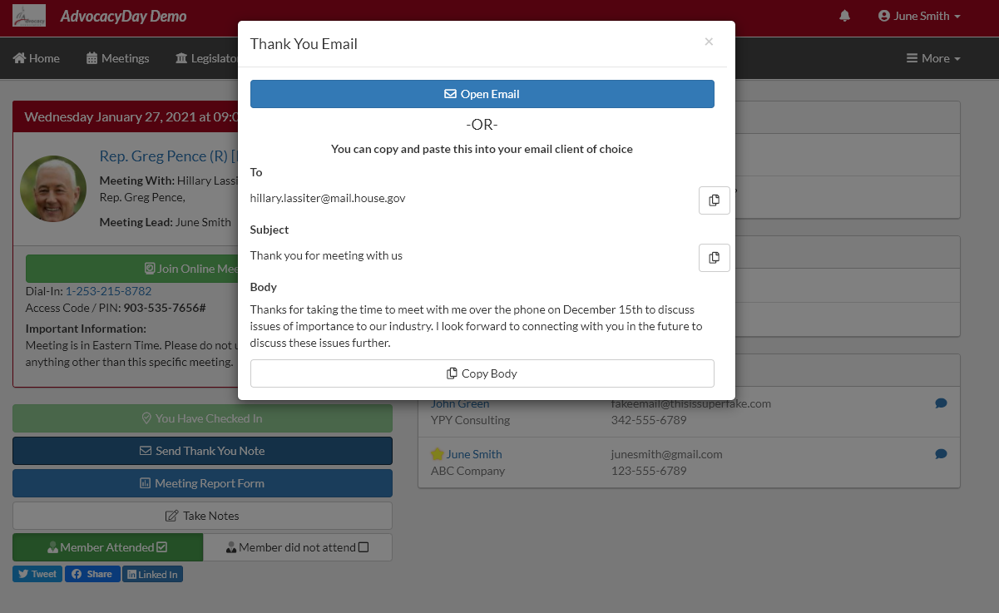 AdvocacyDay Demo
June Smith
Home
Meetings
More
Thank You Email
×
Open Email
-OR-
You can copy and paste this into your email client of choice
To
hillary.lassiter@mail.house.gov
Subject
Thank you for meeting with us
Body
Thanks for taking the time to meet with me over the phone on December 15th to discuss
issues of importance to our industry. I look forward to connecting with you in the future to
discuss these issues further.
Copy Body
Wednesday January 27, 2021 at 09:0
Rep. Greg Pence (R) [
Meeting With: Hillary Lassi
Rep. Greg Pence,
Meeting Lead: June Smith
Join Online Mee
Dial-In: 1-253-215-8782
Access Code / PIN: 903-535-7656#
Important Information:
Meeting is in Eastern Time. Please do not u
anything other than this specific meeting.
You Have Checked In
Send Thank You Note
Meeting Report Form
Take Notes
Member Attended
Member did not attend
Tweet
Share
Linked In
John Green
fakeemail@thisissuperfake.com
YPY Consulting
342-555-6789
June Smith
junesmith@gmail.com
ABC Company
123-555-6789